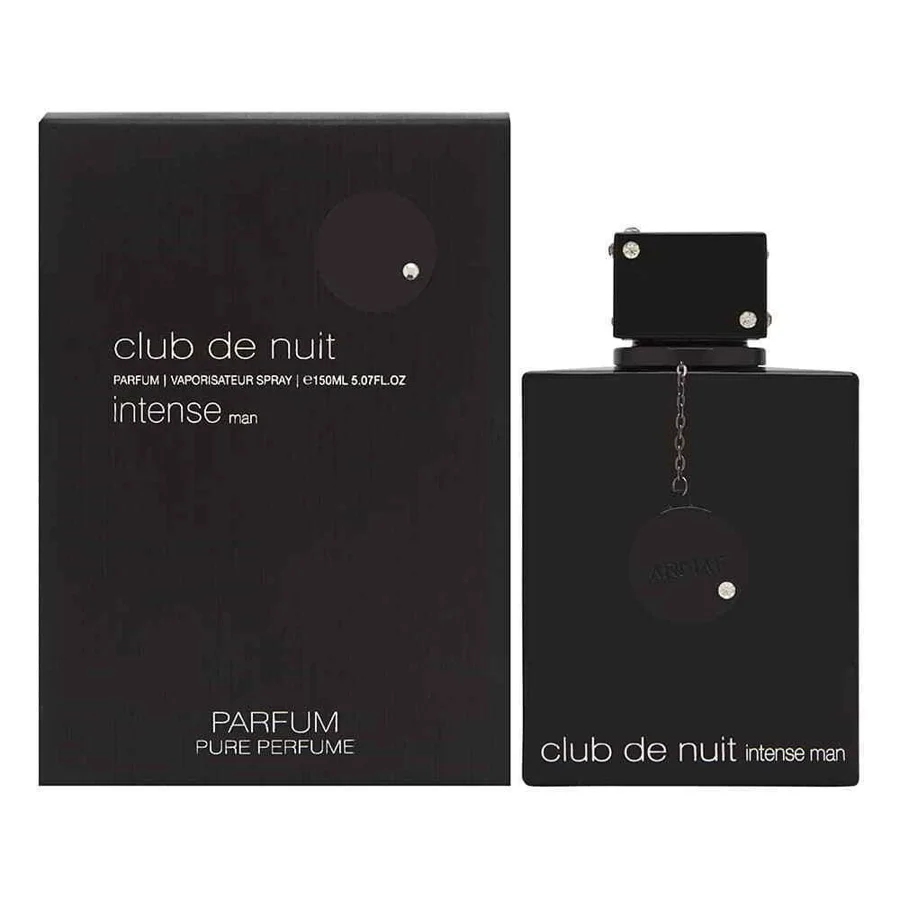 club de nuit
PARFUM | VAPORISATEUR SPRAY | ℮150ML 5.07FL.OZ
intense man
PARFUM
PURE PERFUME
ARMAF
club de nuit intense man